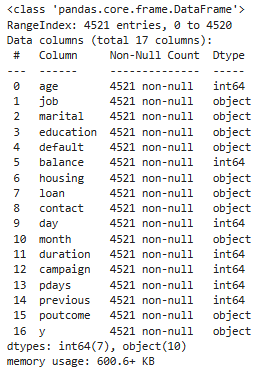 <class 'pandas.core.frame.DataFrame'>
RangeIndex: 4521 entries, 0 to 4520
Data columns (total 17 columns):
 #   Column     Non-Null Count  Dtype
---  ------     --------------  -----
 0   age        4521 non-null   int64
 1   job        4521 non-null   object
 2   marital    4521 non-null   object
 3   education  4521 non-null   object
 4   default    4521 non-null   object
 5   balance    4521 non-null   int64
 6   housing    4521 non-null   object
 7   loan       4521 non-null   object
 8   contact    4521 non-null   object
 9   day        4521 non-null   int64
 10  month      4521 non-null   object
 11  duration   4521 non-null   int64
 12  campaign   4521 non-null   int64
 13  pdays      4521 non-null   int64
 14  previous   4521 non-null   int64
 15  poutcome   4521 non-null   object
 16  y          4521 non-null   object
dtypes: int64(7), object(10)
memory usage: 600.6+ KB